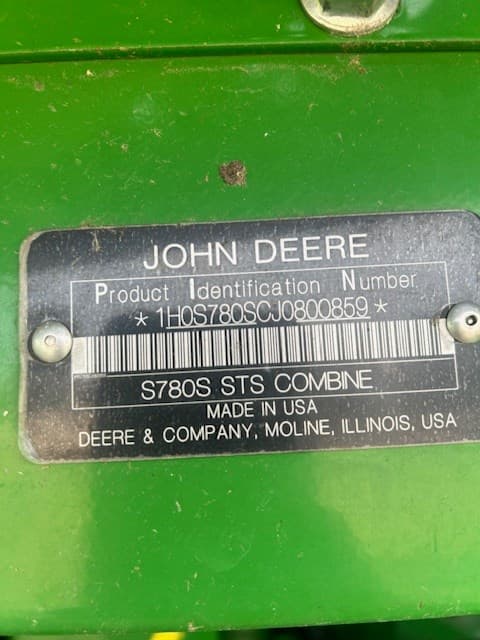 JOHN DEERE
Product Identification Number
*1H0S780SCJ0800859*
S780S STS COMBINE
MADE IN USA
DEERE & COMPANY, MOLINE, ILLINOIS, USA